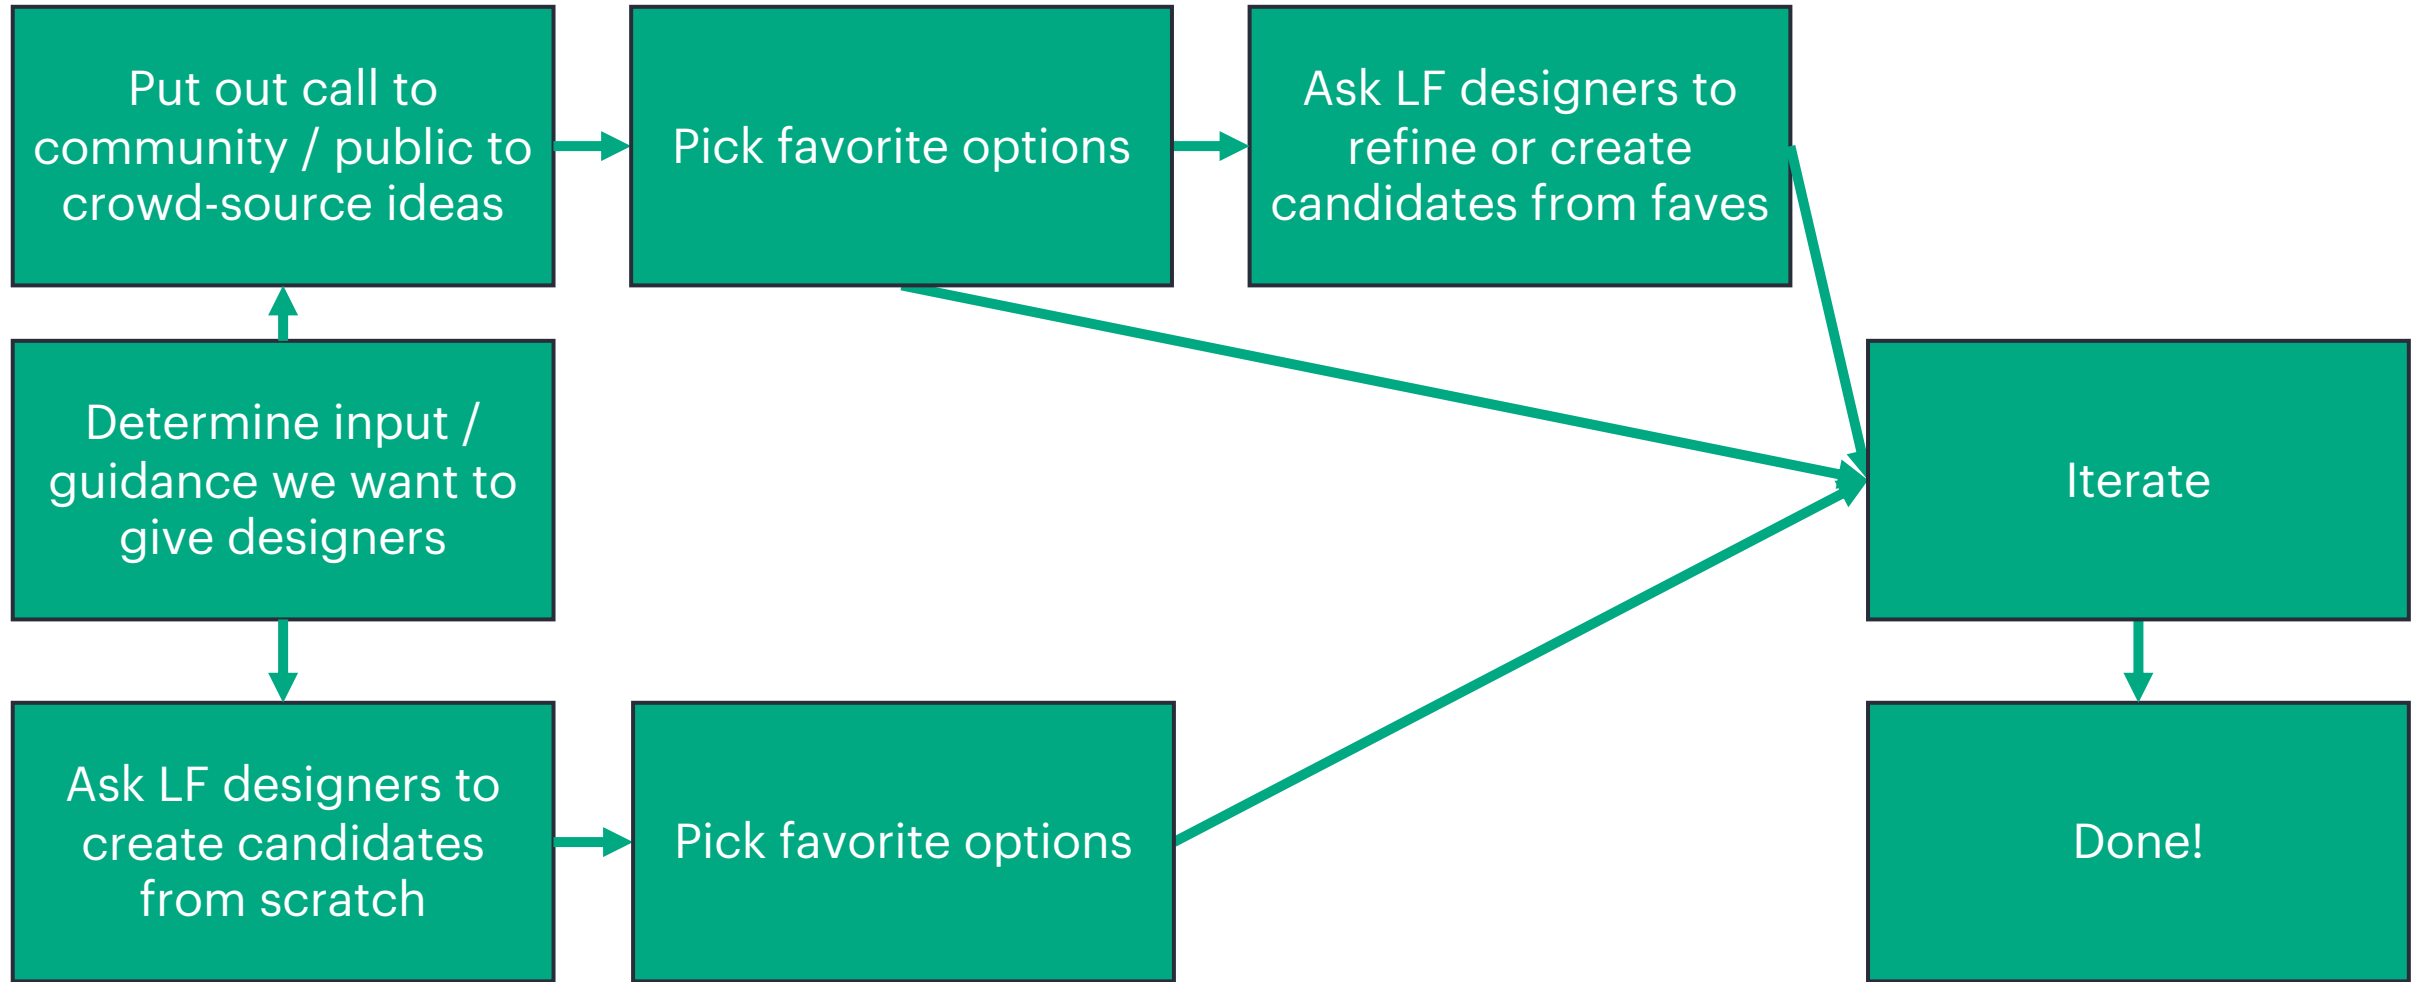 Put out call to
community / public to
crowd-source ideas
Pick favorite options
Ask LF designers to
refine or create
candidates from faves
Determine input /
guidance we want to
give designers
Iterate
Ask LF designers to
create candidates
from scratch
Pick favorite options
Done!